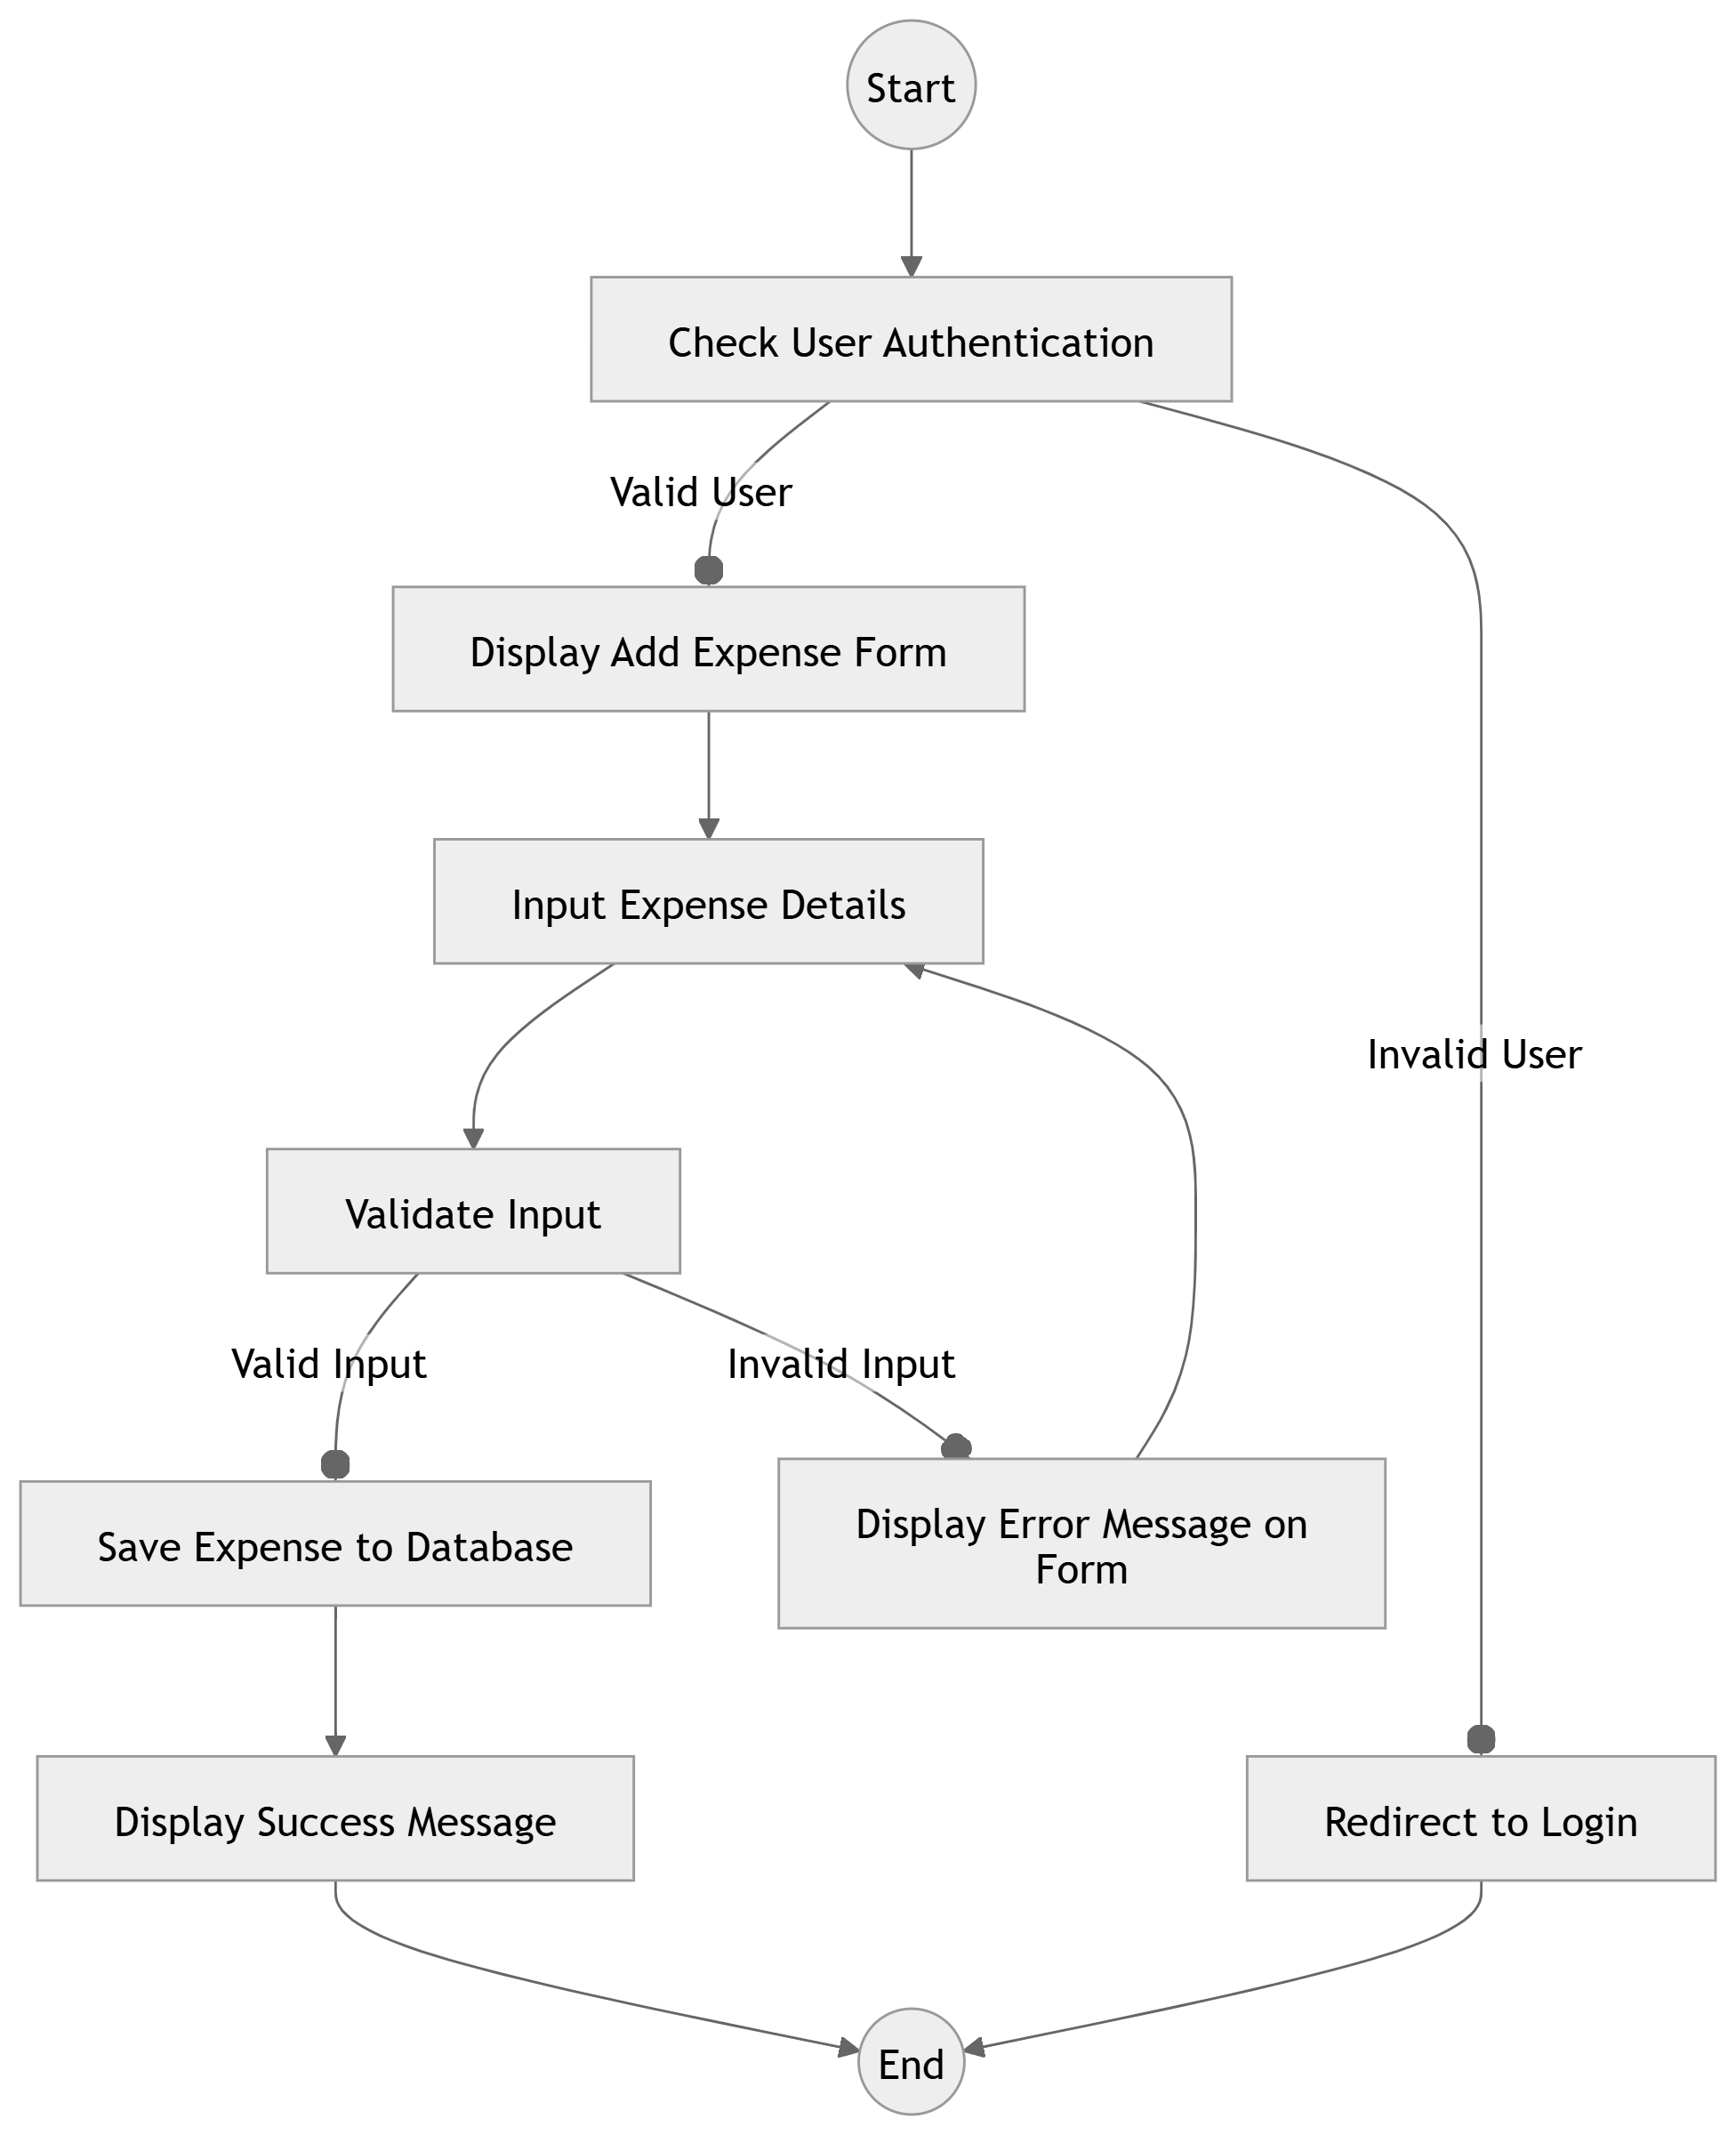 Start
Check User Authentication
Valid User
Display Add Expense Form
Input Expense Details
Invalid User
Validate Input
Valid Input
Invalid Input
Save Expense to Database
Display Error Message on
Form
Display Success Message
Redirect to Login
End